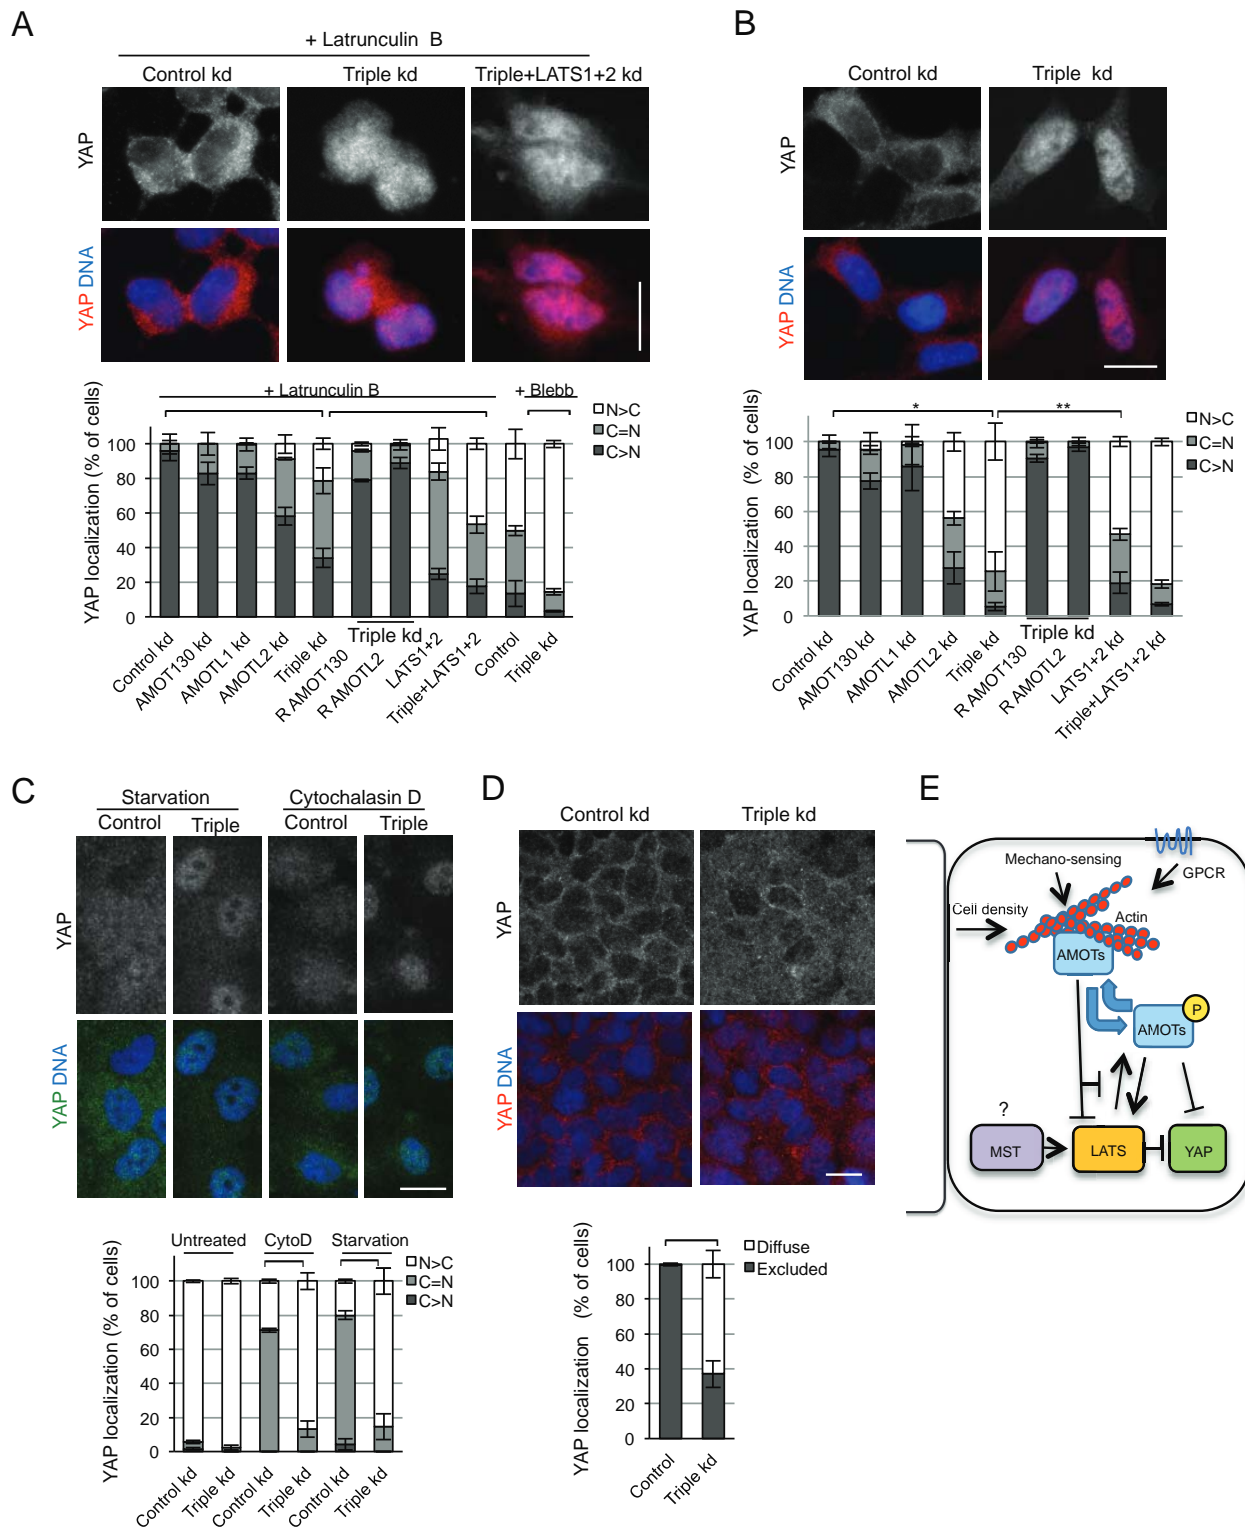 A
+ Latrunculin B
Control kd
Triple kd
Triple+LATS1+2 kd
YAP
YAP DNA
+ Latrunculin B
+ Blebb
N>C
C=N
C>N
YAP localization (% of cells)
100
80
60
40
20
0
Control kd
AMOT130 kd
AMOTL1 kd
AMOTL2 kd
Triple kd
Triple kd
R AMOT130
R AMOTL2
LATS1+2
Triple+LATS1+2
Control
Triple kd
B
Control kd
Triple kd
YAP
YAP DNA
*
**
N>C
C=N
C>N
YAP localization (% of cells)
100
80
60
40
20
0
Control kd
AMOT130 kd
AMOTL1 kd
AMOTL2 kd
Triple kd
Triple kd
R AMOT130
R AMOTL2
LATS1+2 kd
Triple+LATS1+2 kd
C
Starvation
Cytochalasin D
Control
Triple
Control
Triple
YAP
YAP DNA
Untreated
CytoD
Starvation
N>C
C=N
C>N
YAP localization (% of cells)
100
80
60
40
20
0
Control kd
Triple kd
Control kd
Triple kd
Control kd
Triple kd
D
Control kd
Triple kd
YAP
YAP DNA
Diffuse
Excluded
YAP localization (% of cells)
100
80
60
40
20
0
Control
Triple kd
E
Mechano-sensing
GPCR
Cell density
Actin
AMOTs
P
AMOTs
?
MST
LATS
YAP